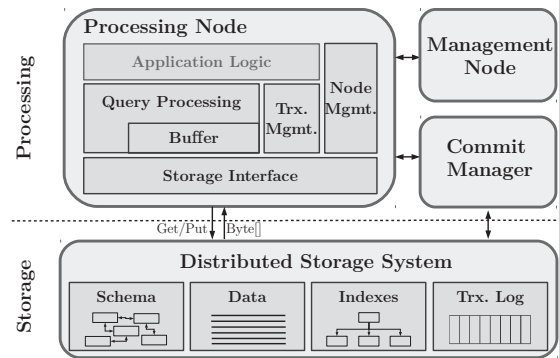 Processing
Processing Node
Application Logic
Query Processing
Buffer
Trx.
Mgmt.
Node
Mgmt.
Storage Interface
Management
Node
Commit
Manager
Get/Put
Byte[]
Storage
Distributed Storage System
Schema
Data
Indexes
Trx. Log